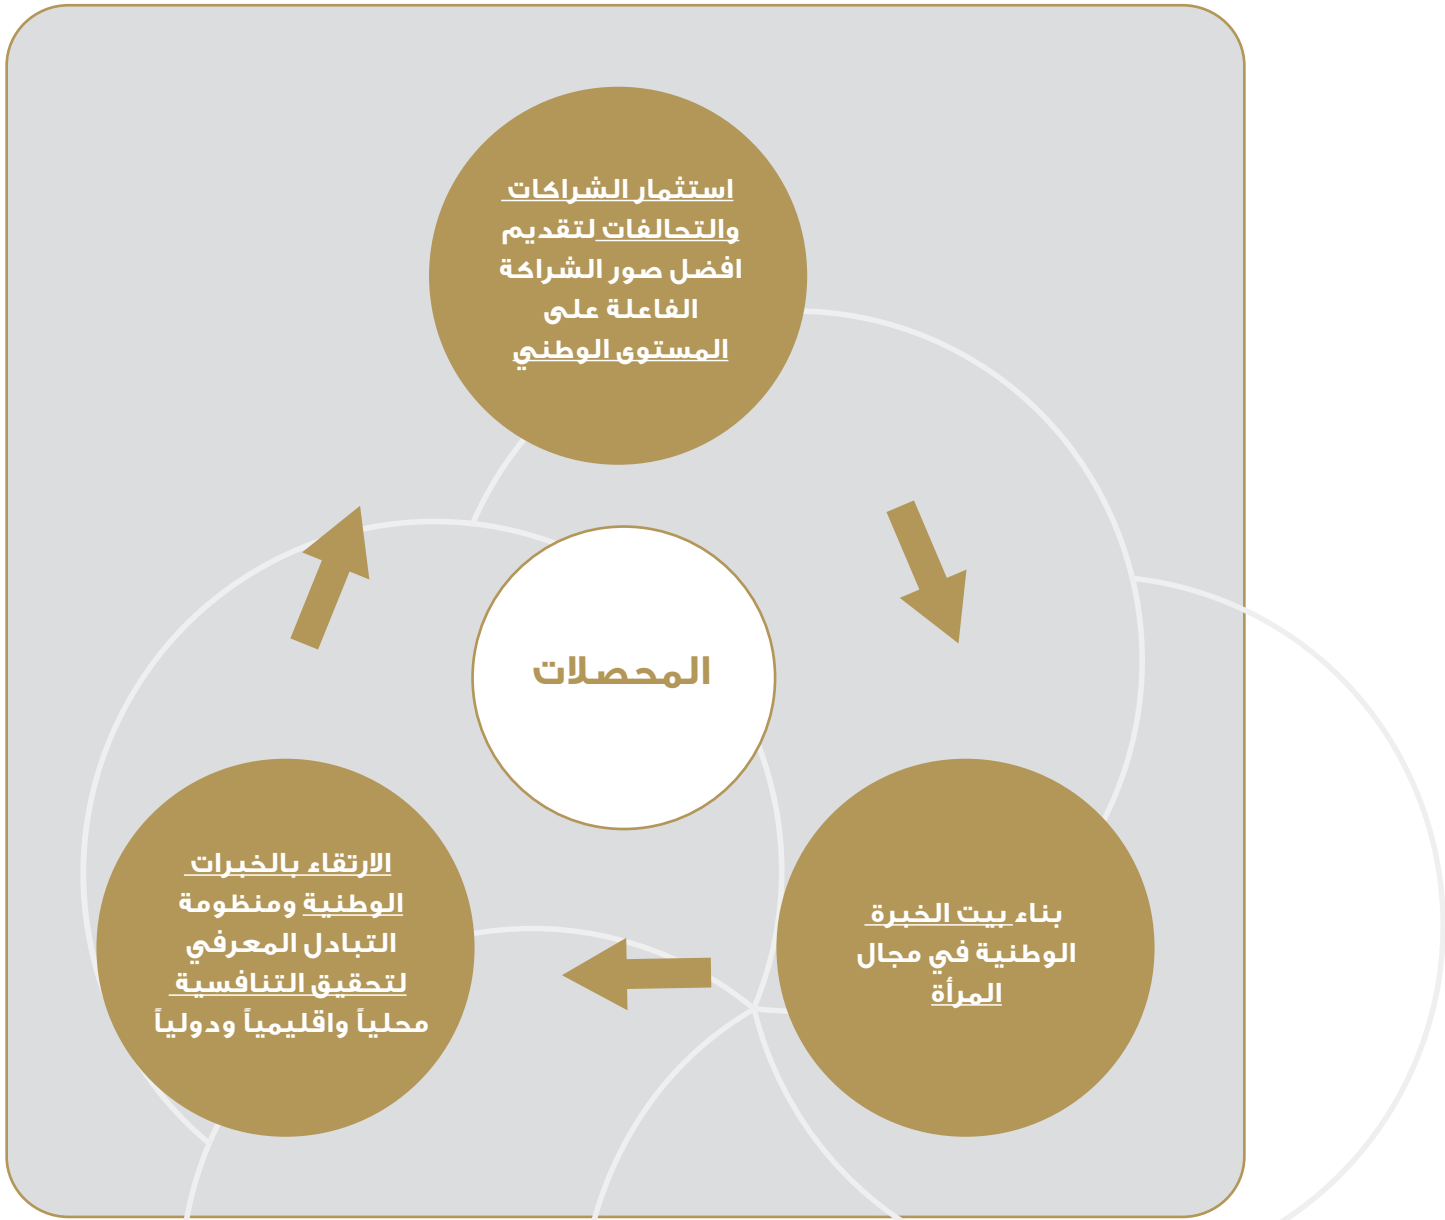 استثمار الشراكات
والتحالفات لتقديم
افضل صور الشراكة
الفاعلة على
المستوى الوطني
المحصلات
بناء بيت الخبرة
الوطنية في مجال
المرأة
الارتقاء بالخبرات
الوطنية ومنظومة
التبادل المعرفي
لتحقيق التنافسية
محلياً واقليمياً ودولياً